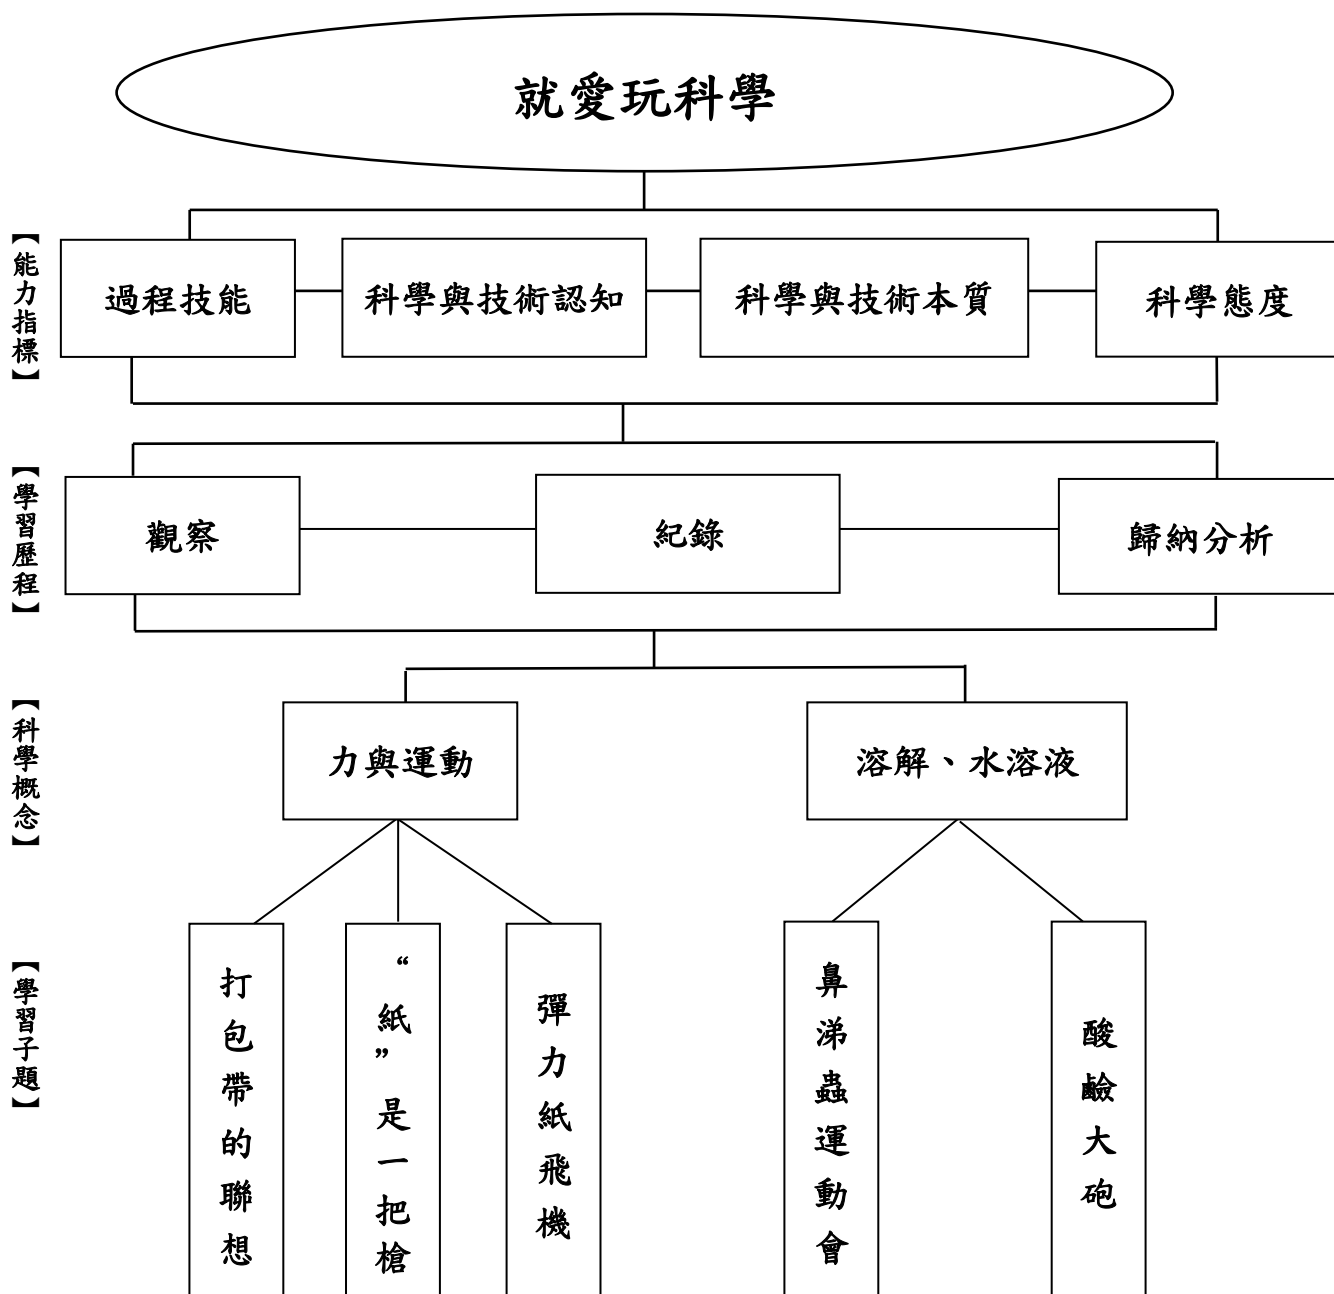 就愛玩科學
【能力指標】
過程技能
科學與技術認知
科學與技術本質
科學態度
【學習歷程】
觀察
紀錄
歸納分析
【科學概念】
力與運動
溶解、水溶液
【學習子題】
打包帶的聯想
“紙”是一把槍
彈力紙飛機
鼻涕蟲運動會
酸鹼大砲